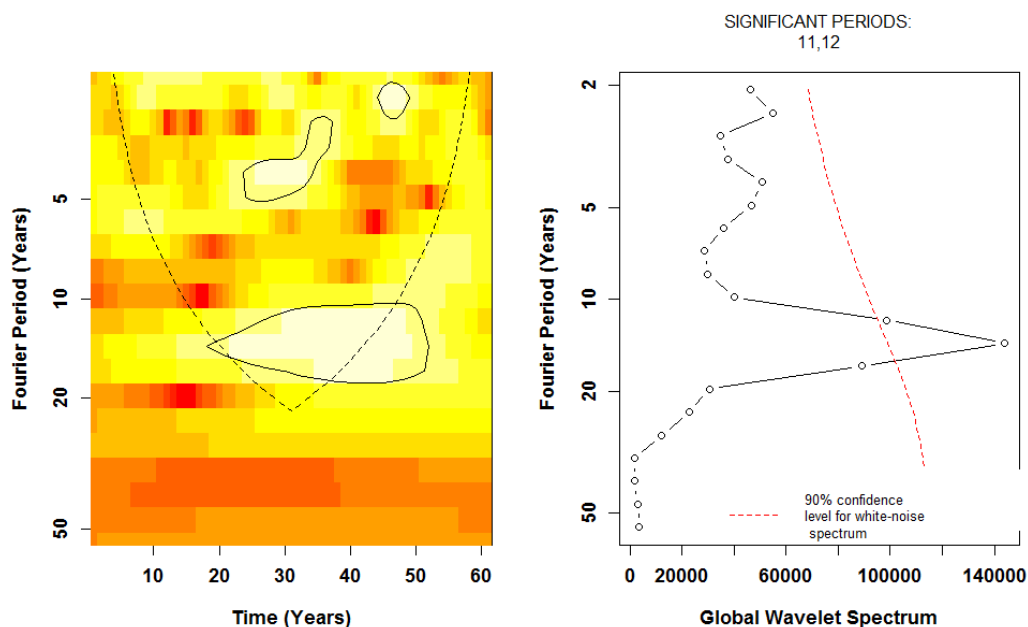 SIGNIFICANT PERIODS:
11,12
Fourier Period (Years)
5
10
20
50
10 20 30 40 50 60
Time (Years)
Fourier Period (Years)
2
5
10
20
50
90% confidence
level for white-noise
spectrum
0 20000 60000 100000 140000
Global Wavelet Spectrum